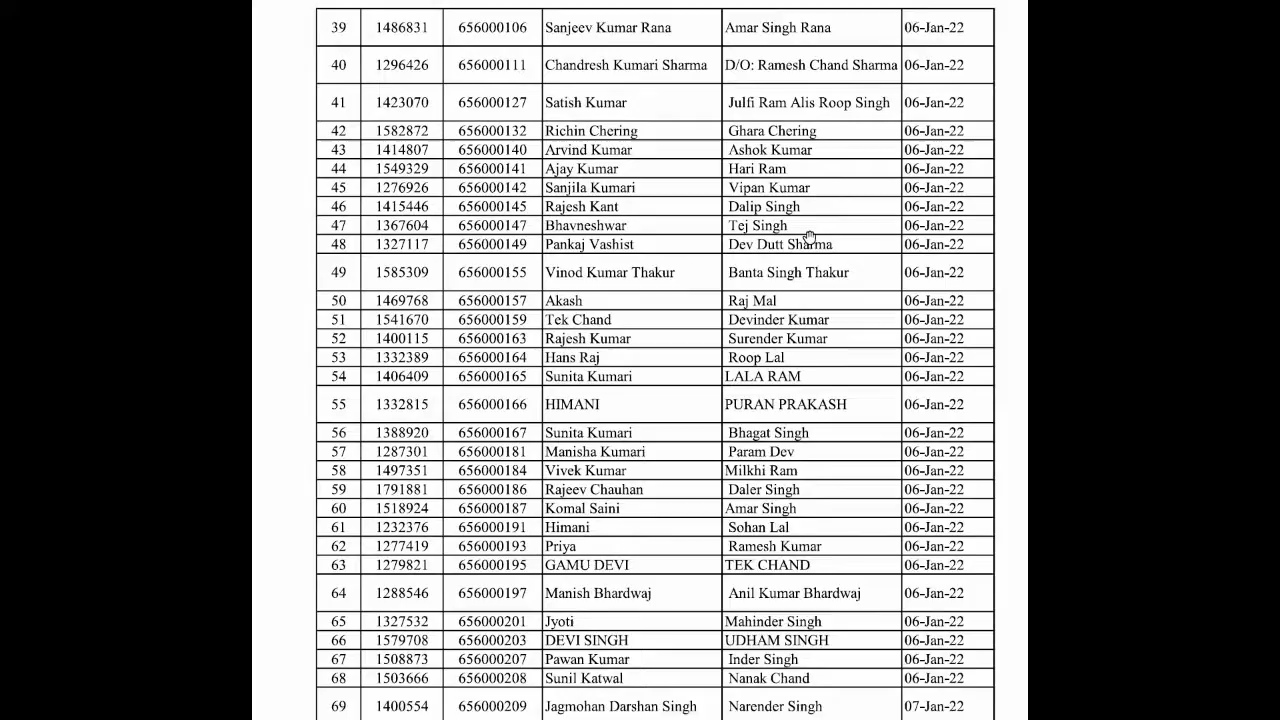 39 1486831 656000106 Sanjeev Kumar Rana Amar Singh Rana 06-Jan-22
40 1296426 656000111 Chandresh Kumari Sharma D/O: Ramesh Chand Sharma 06-Jan-22
41 1423070 656000127 Satish Kumar Julfi Ram Alis Roop Singh 06-Jan-22
42 1582872 656000132 Richin Chering Ghara Chering 06-Jan-22
43 1414807 656000140 Arvind Kumar Ashok Kumar 06-Jan-22
44 1549329 656000141 Ajay Kumar Hari Ram 06-Jan-22
45 1276926 656000142 Sanjila Kumari Vipan Kumar 06-Jan-22
46 1415446 656000145 Rajesh Kant Dalip Singh 06-Jan-22
47 1367604 656000147 Bhavneshwar Tej Singh 06-Jan-22
48 1327117 656000149 Pankaj Vashist Dev Dutt Sharma 06-Jan-22
49 1585309 656000155 Vinod Kumar Thakur Banta Singh Thakur 06-Jan-22
50 1469768 656000157 Akash Raj Mal 06-Jan-22
51 1541670 656000159 Tek Chand Devinder Kumar 06-Jan-22
52 1400115 656000163 Rajesh Kumar Surender Kumar 06-Jan-22
53 1332389 656000164 Hans Raj Roop Lal 06-Jan-22
54 1406409 656000165 Sunita Kumari LALA RAM 06-Jan-22
55 1332815 656000166 HIMANI PURAN PRAKASH 06-Jan-22
56 1388920 656000167 Sunita Kumari Bhagat Singh 06-Jan-22
57 1287301 656000181 Manisha Kumari Param Dev 06-Jan-22
58 1497351 656000184 Vivek Kumar Milkhi Ram 06-Jan-22
59 1791881 656000186 Rajeev Chauhan Daler Singh 06-Jan-22
60 1518924 656000187 Komal Saini Amar Singh 06-Jan-22
61 1232376 656000191 Himani Sohan Lal 06-Jan-22
62 1277419 656000193 Priya Ramesh Kumar 06-Jan-22
63 1279821 656000195 GAMU DEVI TEK CHAND 06-Jan-22
64 1288546 656000197 Manish Bhardwaj Anil Kumar Bhardwaj 06-Jan-22
65 1327532 656000201 Jyoti Mahinder Singh 06-Jan-22
66 1579708 656000203 DEVI SINGH UDHAM SINGH 06-Jan-22
67 1508873 656000207 Pawan Kumar Inder Singh 06-Jan-22
68 1503666 656000208 Sunil Katwal Nanak Chand 06-Jan-22
69 1400554 656000209 Jagmohan Darshan Singh Narender Singh 07-Jan-22